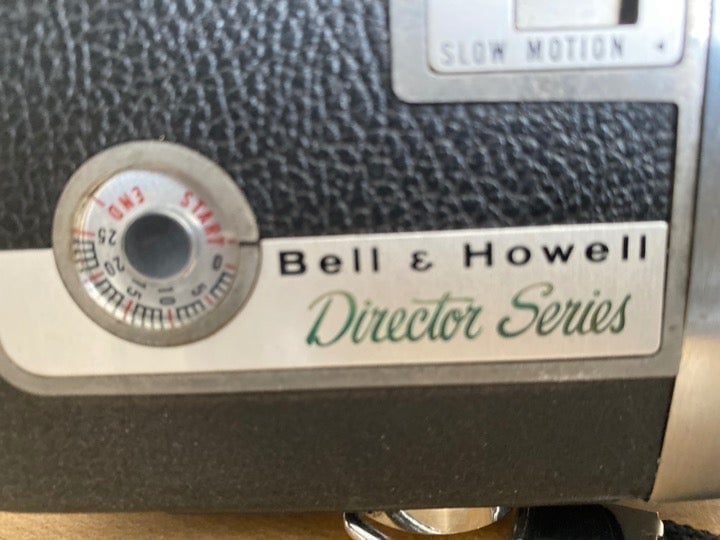 SLOW MOTION
Bell & Howell
Director Series
START
0
5
10
15
20
25
END